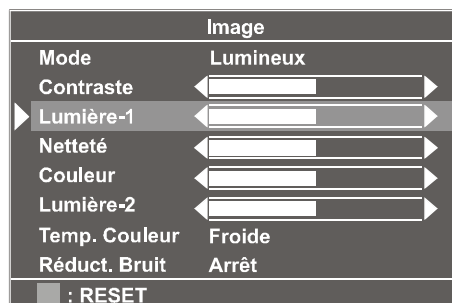 Image
Mode Lumineux
Contraste
Lumière-1
Netteté
Couleur
Lumière-2
Temp. Couleur Froide
Réduct. Bruit Arrêt
: RESET